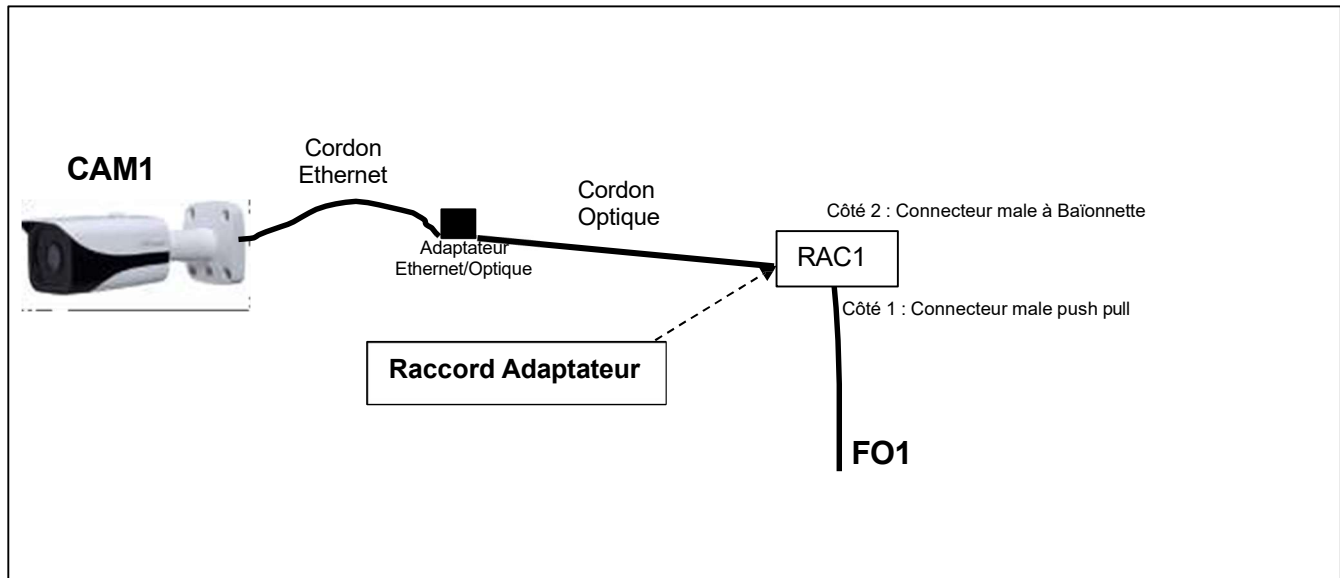 CAM1
Cordon
Ethernet
Adaptateur
Ethernet/Optique
Cordon
Optique
Côté 2 : Connecteur male à Baïonnette
RAC1
Côté 1 : Connecteur male push pull
Raccord Adaptateur
FO1